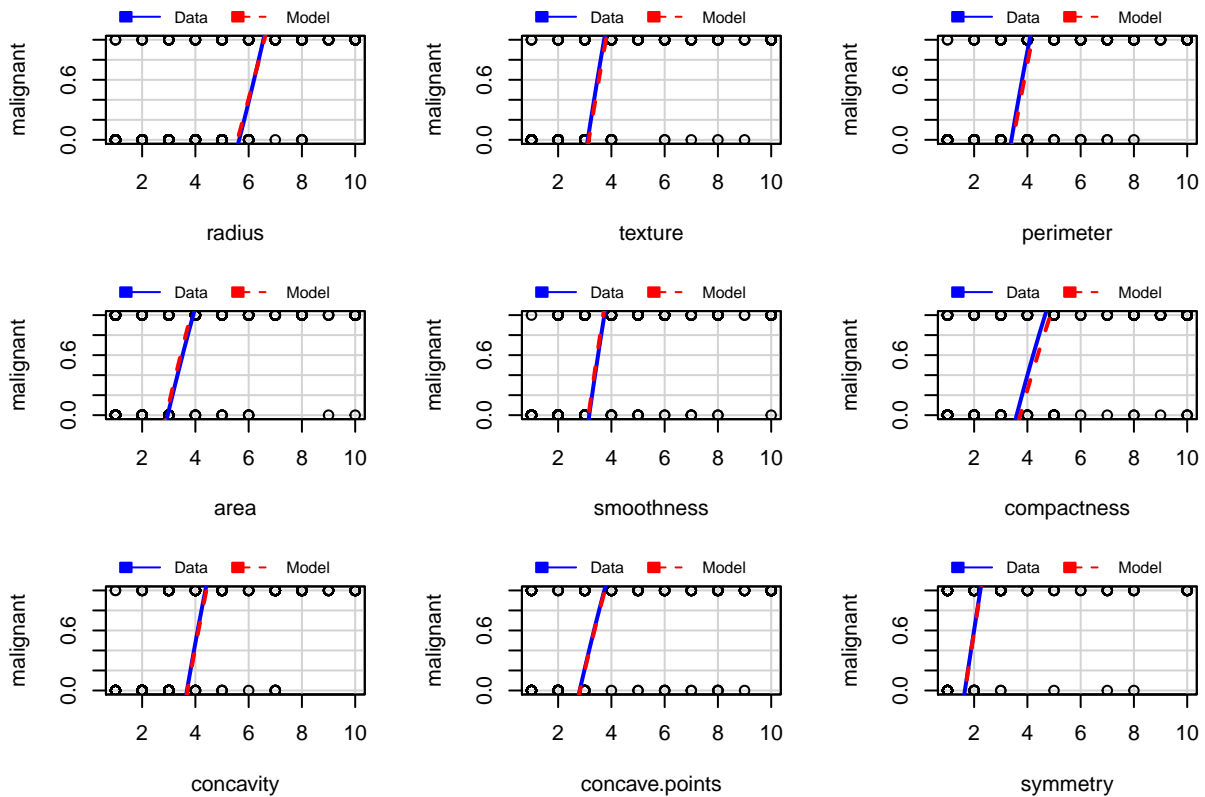 Data Model Data Model Data Model
malignant 0.0 0.6 malignant 0.0 0.6 malignant 0.0 0.6
2 4 6 8 10 2 4 6 8 10 2 4 6 8 10
radius texture perimeter
Data Model Data Model Data Model
malignant 0.0 0.6 malignant 0.0 0.6 malignant 0.0 0.6
2 4 6 8 10 2 4 6 8 10 2 4 6 8 10
area smoothness compactness
Data Model Data Model Data Model
malignant 0.0 0.6 malignant 0.0 0.6 malignant 0.0 0.6
2 4 6 8 10 2 4 6 8 10 2 4 6 8 10
concavity concave.points symmetry